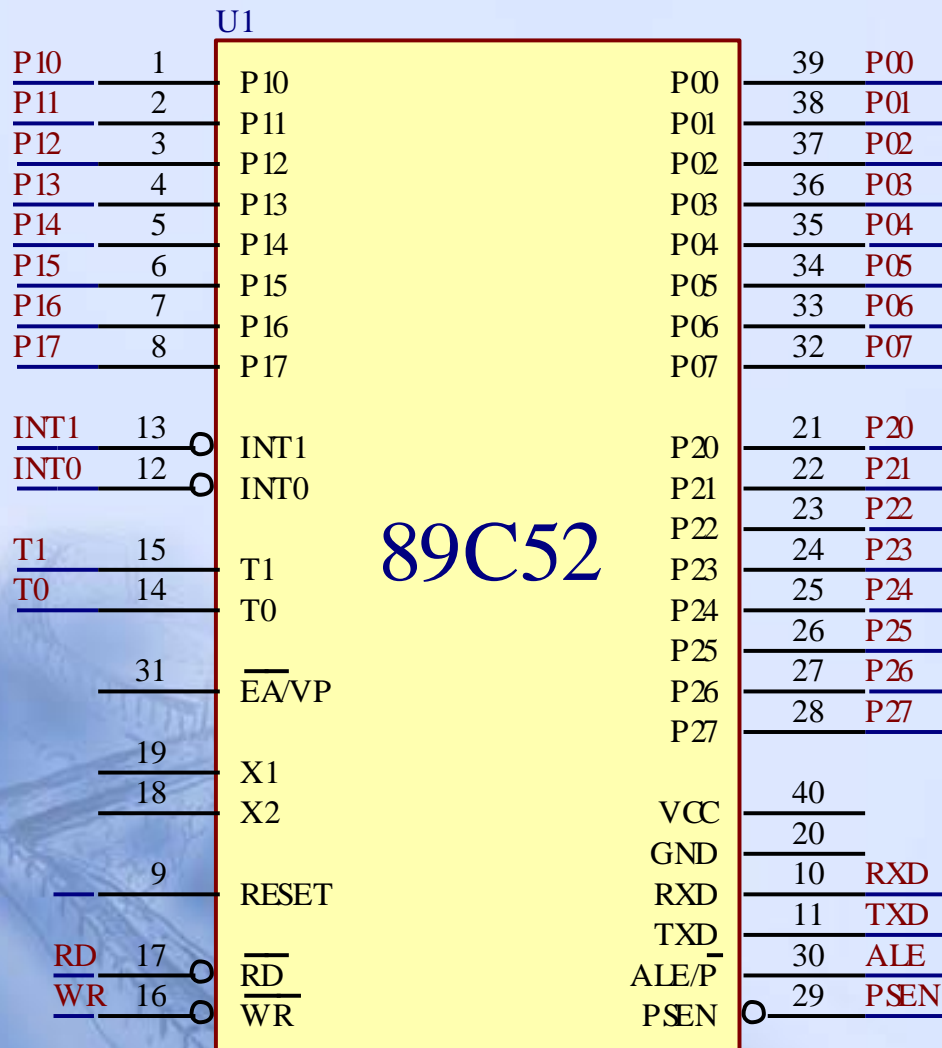 U1
P10 1 P10 P00 39 P00
P11 2 P11 P01 38 P01
P12 3 P12 P02 37 P02
P13 4 P13 P03 36 P03
P14 5 P14 P04 35 P04
P15 6 P15 P05 34 P05
P16 7 P16 P06 33 P06
P17 8 P17 P07 32 P07
INT1 13 INT1 P20 21 P20
INT0 12 INT0 P21 22 P21
P22 23 P22
89C52
T1 15 T1 P23 24 P23
T0 14 T0 P24 25 P24
P25 26 P25
31 E̅A̅/VP P26 27 P26
P27 28 P27
19 X1
18 X2 VCC 40
GND 20
9 RESET RXD 10 RXD
TXD 11 TXD
RD 17 R̅D̅ ALE/P̅ 30 ALE
WR 16 W̅R̅ PSEN 29 PSEN